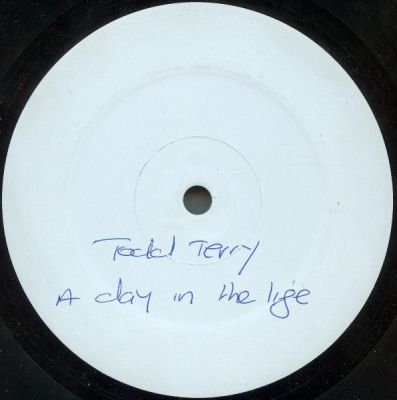 Todd Terry
A day in the life